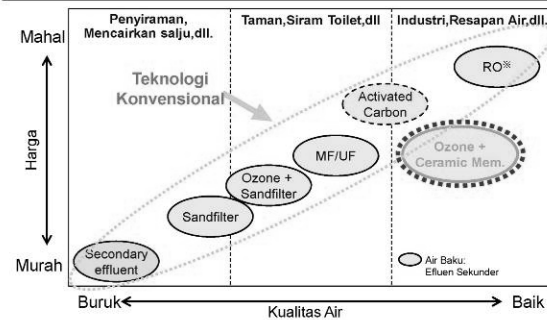 Penyiraman,
Mencairkan salju,dll.
Taman,Siram Toilet,dll
Industri,Resapan Air,dll.
Mahal
Harga
Murah
Teknologi
Konvensional
RO※
Activated
Carbon
MF/UF
Ozone +
Ceramic Mem.
Ozone +
Sandfilter
Sandfilter
Secondary
effluent
Air Baku:
Efluen Sekunder
Buruk
Kualitas Air
Baik